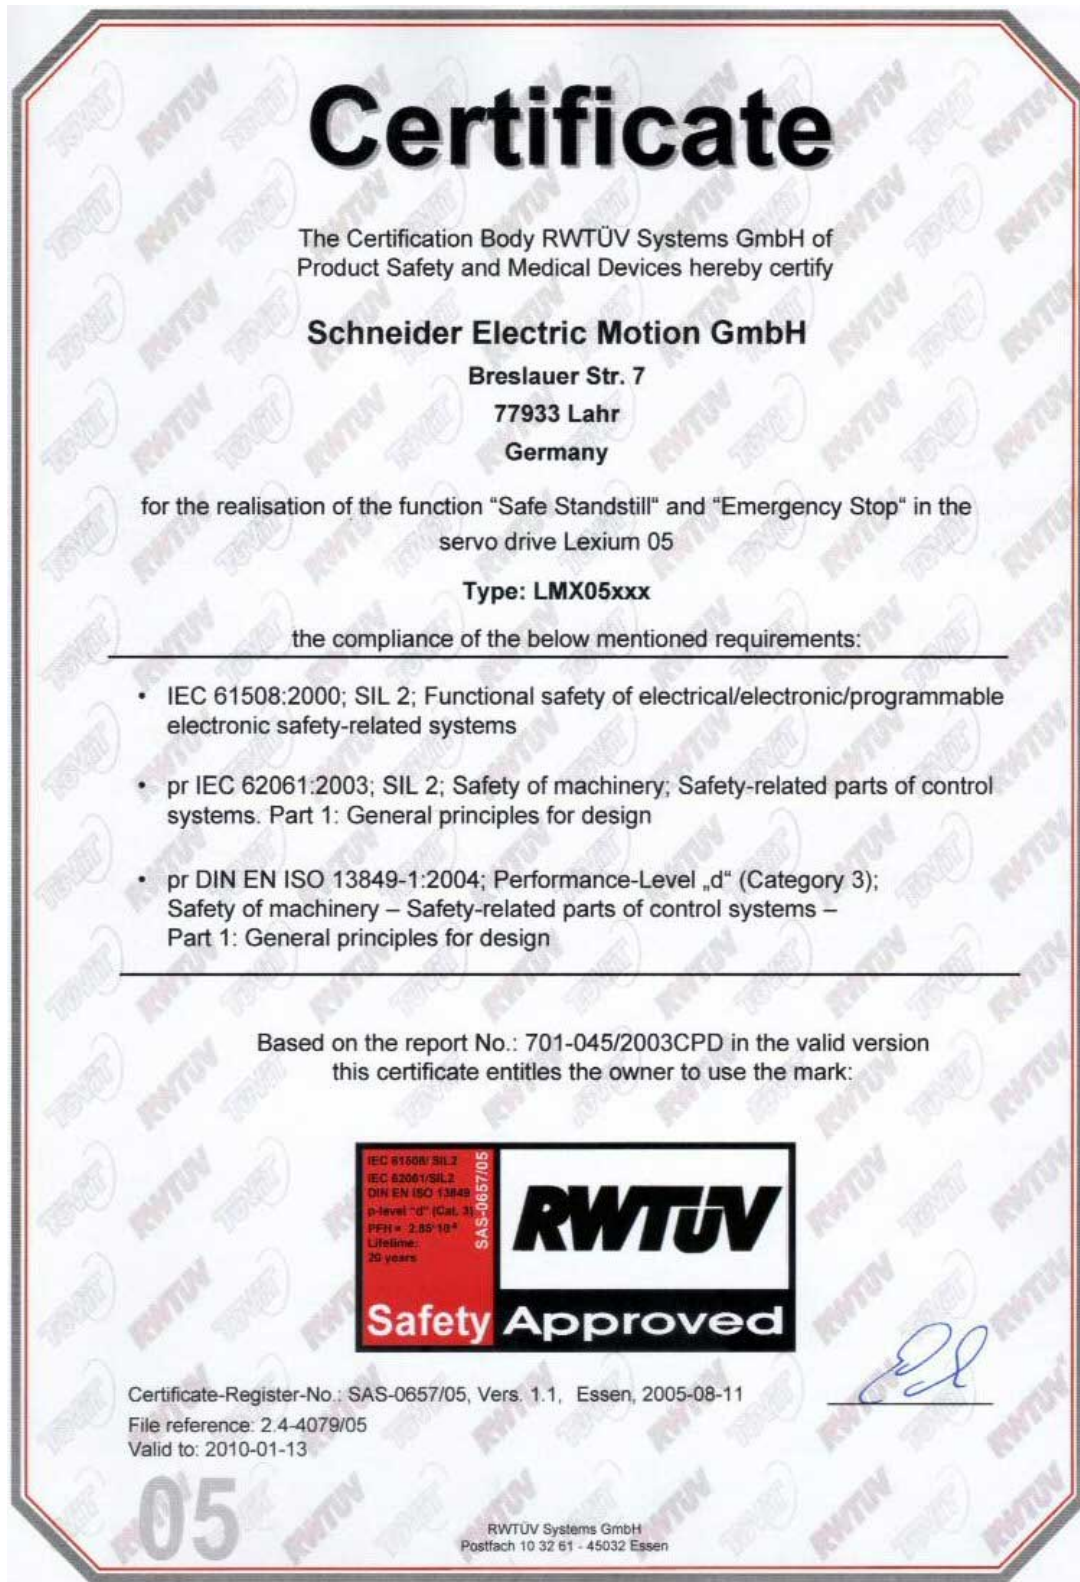 Certificate
The Certification Body RWTÜV Systems GmbH of
Product Safety and Medical Devices hereby certify
Schneider Electric Motion GmbH
Breslauer Str. 7
77933 Lahr
Germany
for the realisation of the function “Safe Standstill“ and “Emergency Stop“ in the
servo drive Lexium 05
Type: LMX05xxx
the compliance of the below mentioned requirements:
• IEC 61508:2000; SIL 2; Functional safety of electrical/electronic/programmable
electronic safety-related systems
• pr IEC 62061:2003; SIL 2; Safety of machinery; Safety-related parts of control
systems. Part 1: General principles for design
• pr DIN EN ISO 13849-1:2004; Performance-Level „d“ (Category 3);
Safety of machinery – Safety-related parts of control systems –
Part 1: General principles for design
Based on the report No.: 701-045/2003CPD in the valid version
this certificate entitles the owner to use the mark:
IEC 61508/ SIL2
IEC 62061/SIL2
DIN EN ISO 13849
p-level "d" (Cat. 3)
PFH =
Lifetime:
20 years
SAS-0657/05
RWTÜV
Safety Approved
Certificate-Register-No.: SAS-0657/05, Vers. 1.1, Essen, 2005-08-11
File reference: 2.4-4079/05
Valid to: 2010-01-13
05
RWTÜV Systems GmbH
Postfach 10 32 61 - 45032 Essen